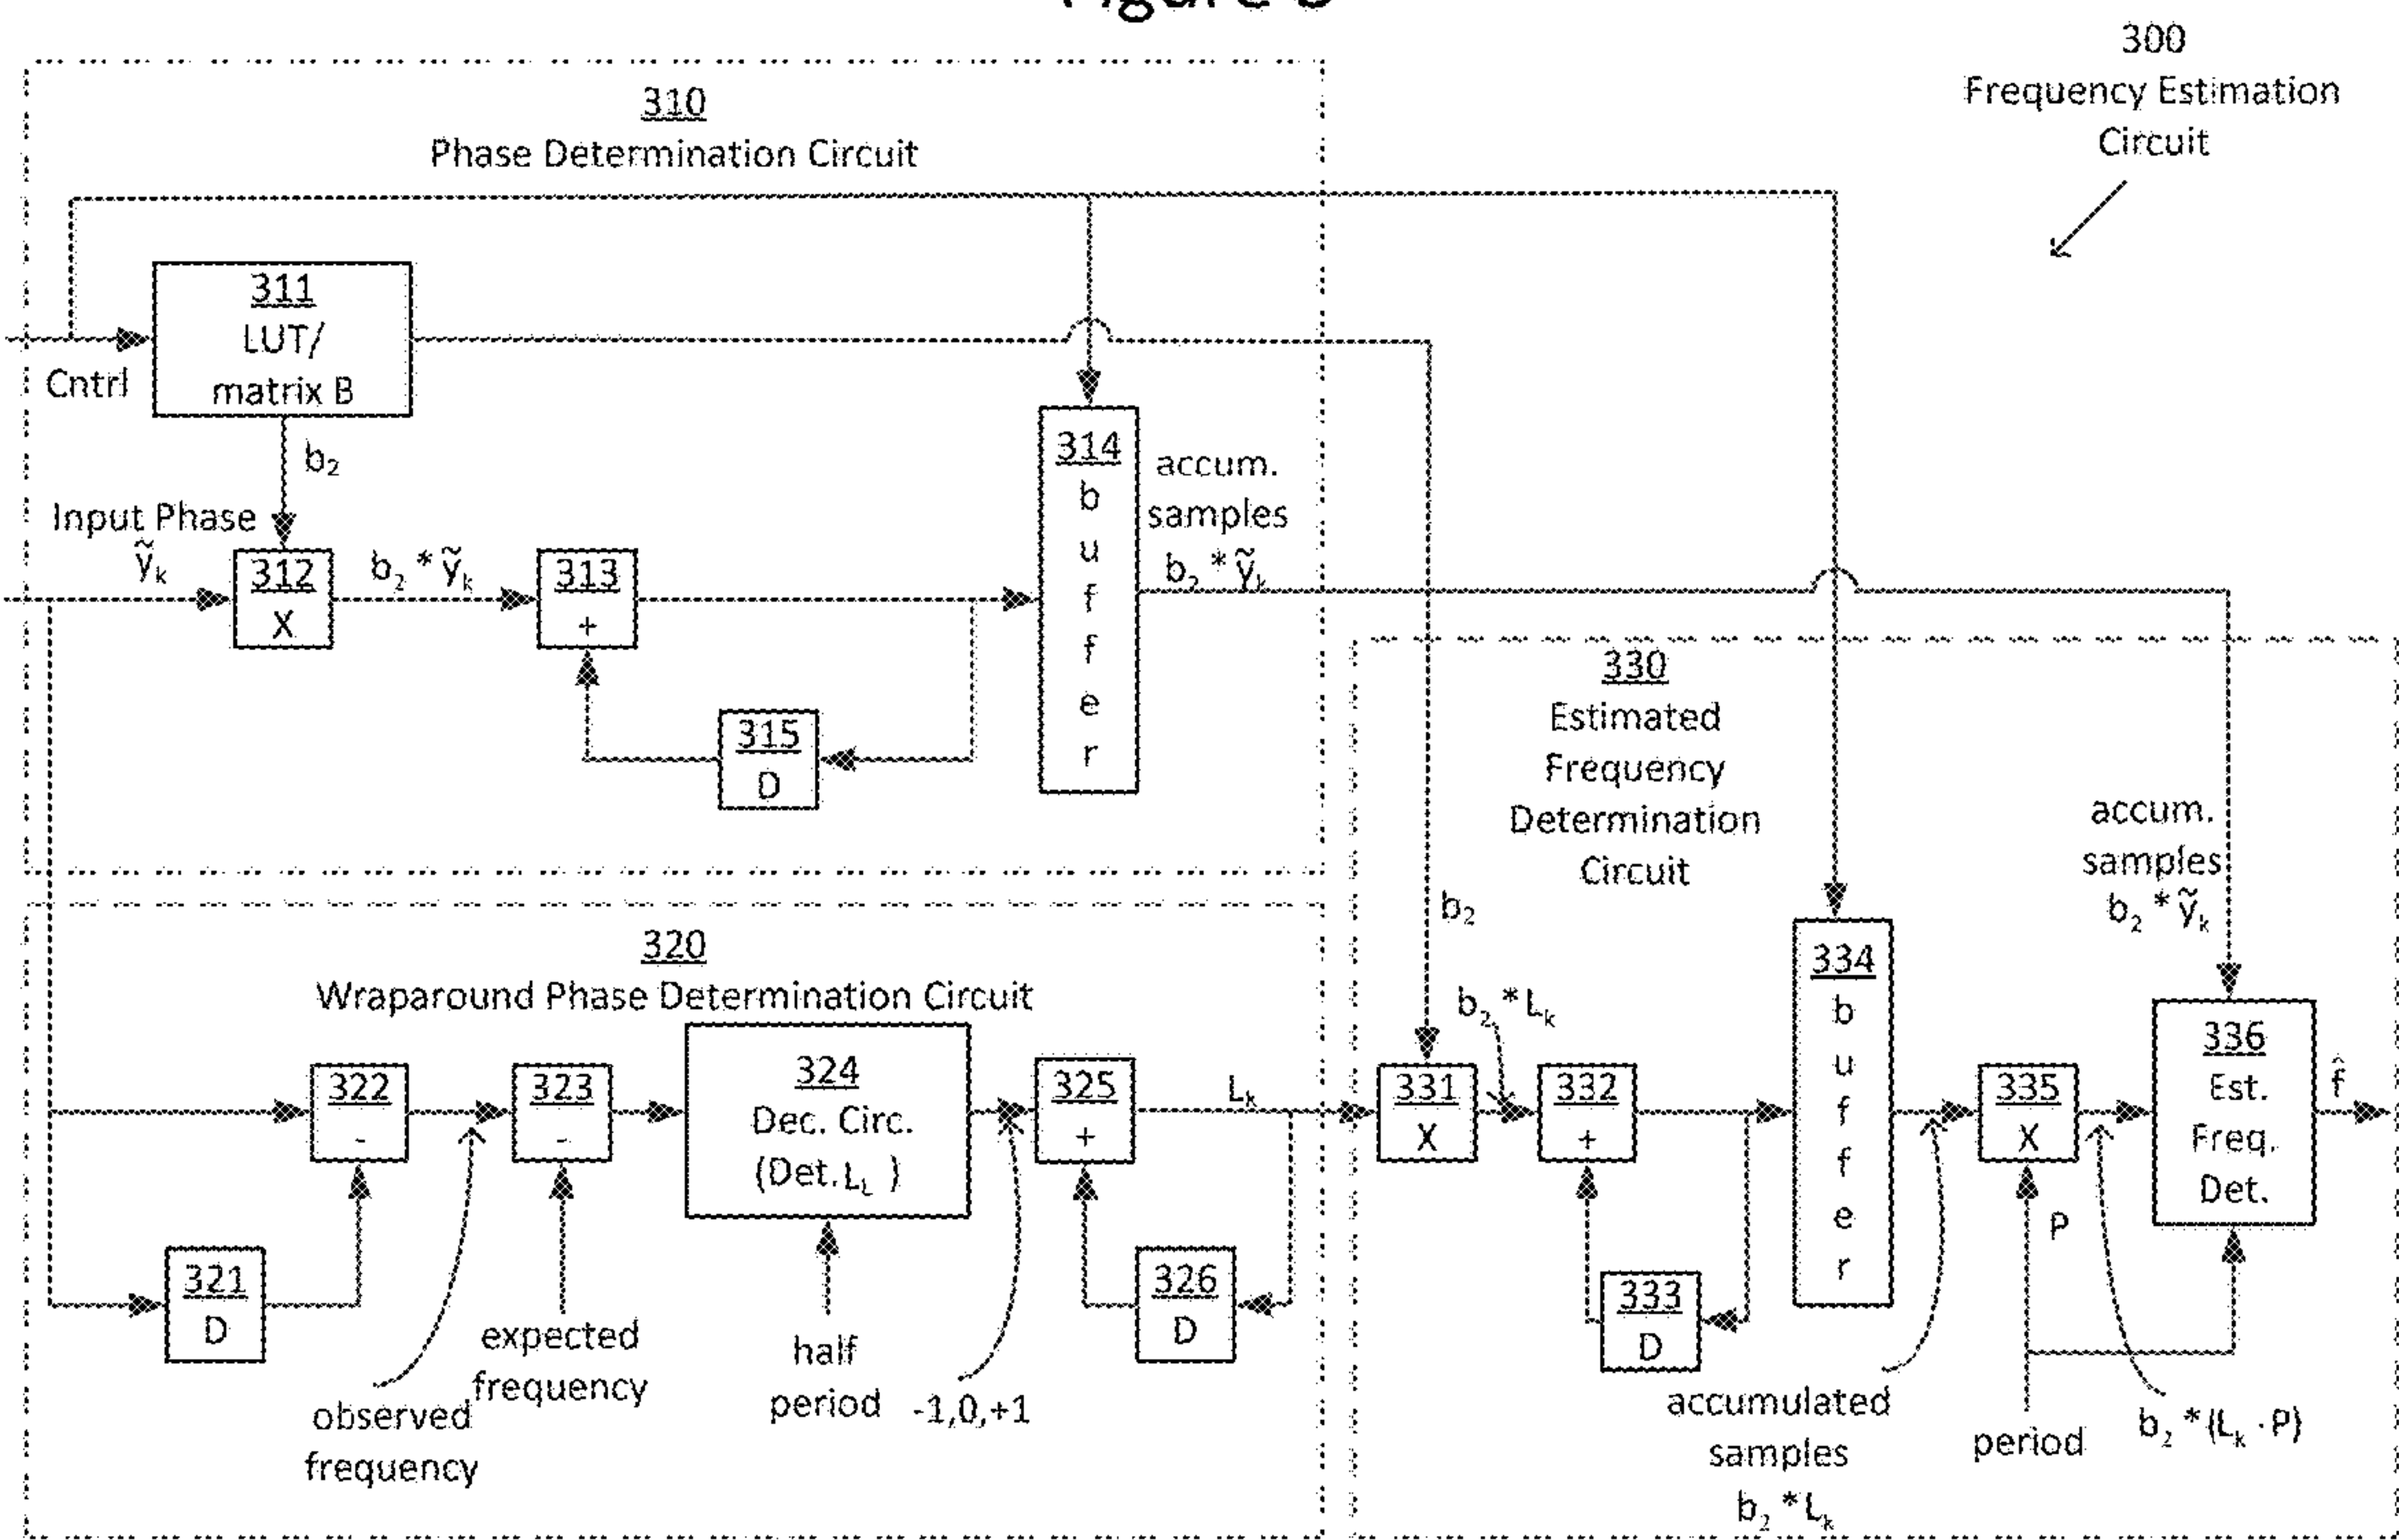 300
Frequency Estimation
Circuit
310
Phase Determination Circuit
311
LUT/
matrix B
Cntrl
b₂
Input Phase
ỹₖ
312
X
b₂ * ỹₖ
313
+
314
b
u
f
f
e
r
accum.
samples
b₂ * ỹₖ
315
D
320
Wraparound Phase Determination Circuit
321
D
322
-
323
-
324
Dec. Circ.
(Det. L )
325
+
326
D
Lₖ
observed
frequency
expected
frequency
half
period
-1,0,+1
330
Estimated
Frequency
Determination
Circuit
b₂
b₂ * Lₖ
331
X
332
+
333
D
334
b
u
f
f
e
r
accumulated
samples
b₂ * Lₖ
335
X
P
period
b₂ * (Lₖ · P)
accum.
samples
b₂ * ỹₖ
336
Est.
Freq.
Det.
f̂